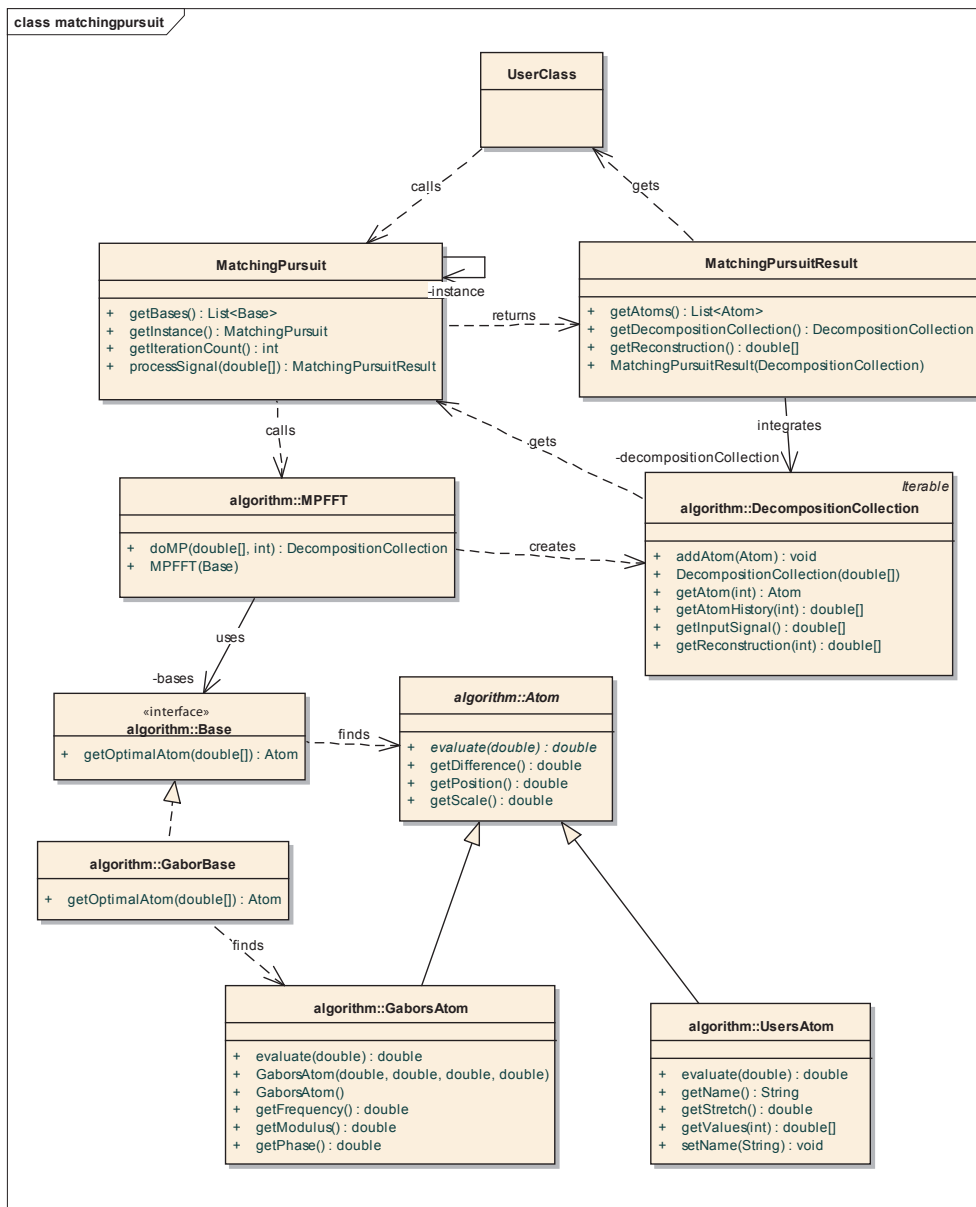 class matchingpursuit
UserClass
calls
gets
MatchingPursuit
-instance
+ getBases() : List<Base>
+ getInstance() : MatchingPursuit
+ getIterationCount() : int
+ processSignal(double[]) : MatchingPursuitResult
returns
MatchingPursuitResult
+ getAtoms() : List<Atom>
+ getDecompositionCollection() : DecompositionCollection
+ getReconstruction() : double[]
+ MatchingPursuitResult(DecompositionCollection)
calls
gets
integrates
-decompositionCollection
algorithm::MPFFT
+ doMP(double[], int) : DecompositionCollection
+ MPFFT(Base)
creates
Iterable
algorithm::DecompositionCollection
+ addAtom(Atom) : void
+ DecompositionCollection(double[])
+ getAtom(int) : Atom
+ getAtomHistory(int) : double[]
+ getInputSignal() : double[]
+ getReconstruction(int) : double[]
uses
-bases
«interface»
algorithm::Base
+ getOptimalAtom(double[]) : Atom
finds
algorithm::Atom
+ evaluate(double) : double
+ getDifference() : double
+ getPosition() : double
+ getScale() : double
algorithm::GaborBase
+ getOptimalAtom(double[]) : Atom
finds
algorithm::GaborsAtom
+ evaluate(double) : double
+ GaborsAtom(double, double, double, double)
+ GaborsAtom()
+ getFrequency() : double
+ getModulus() : double
+ getPhase() : double
algorithm::UsersAtom
+ evaluate(double) : double
+ getName() : String
+ getStretch() : double
+ getValues(int) : double[]
+ setName(String) : void